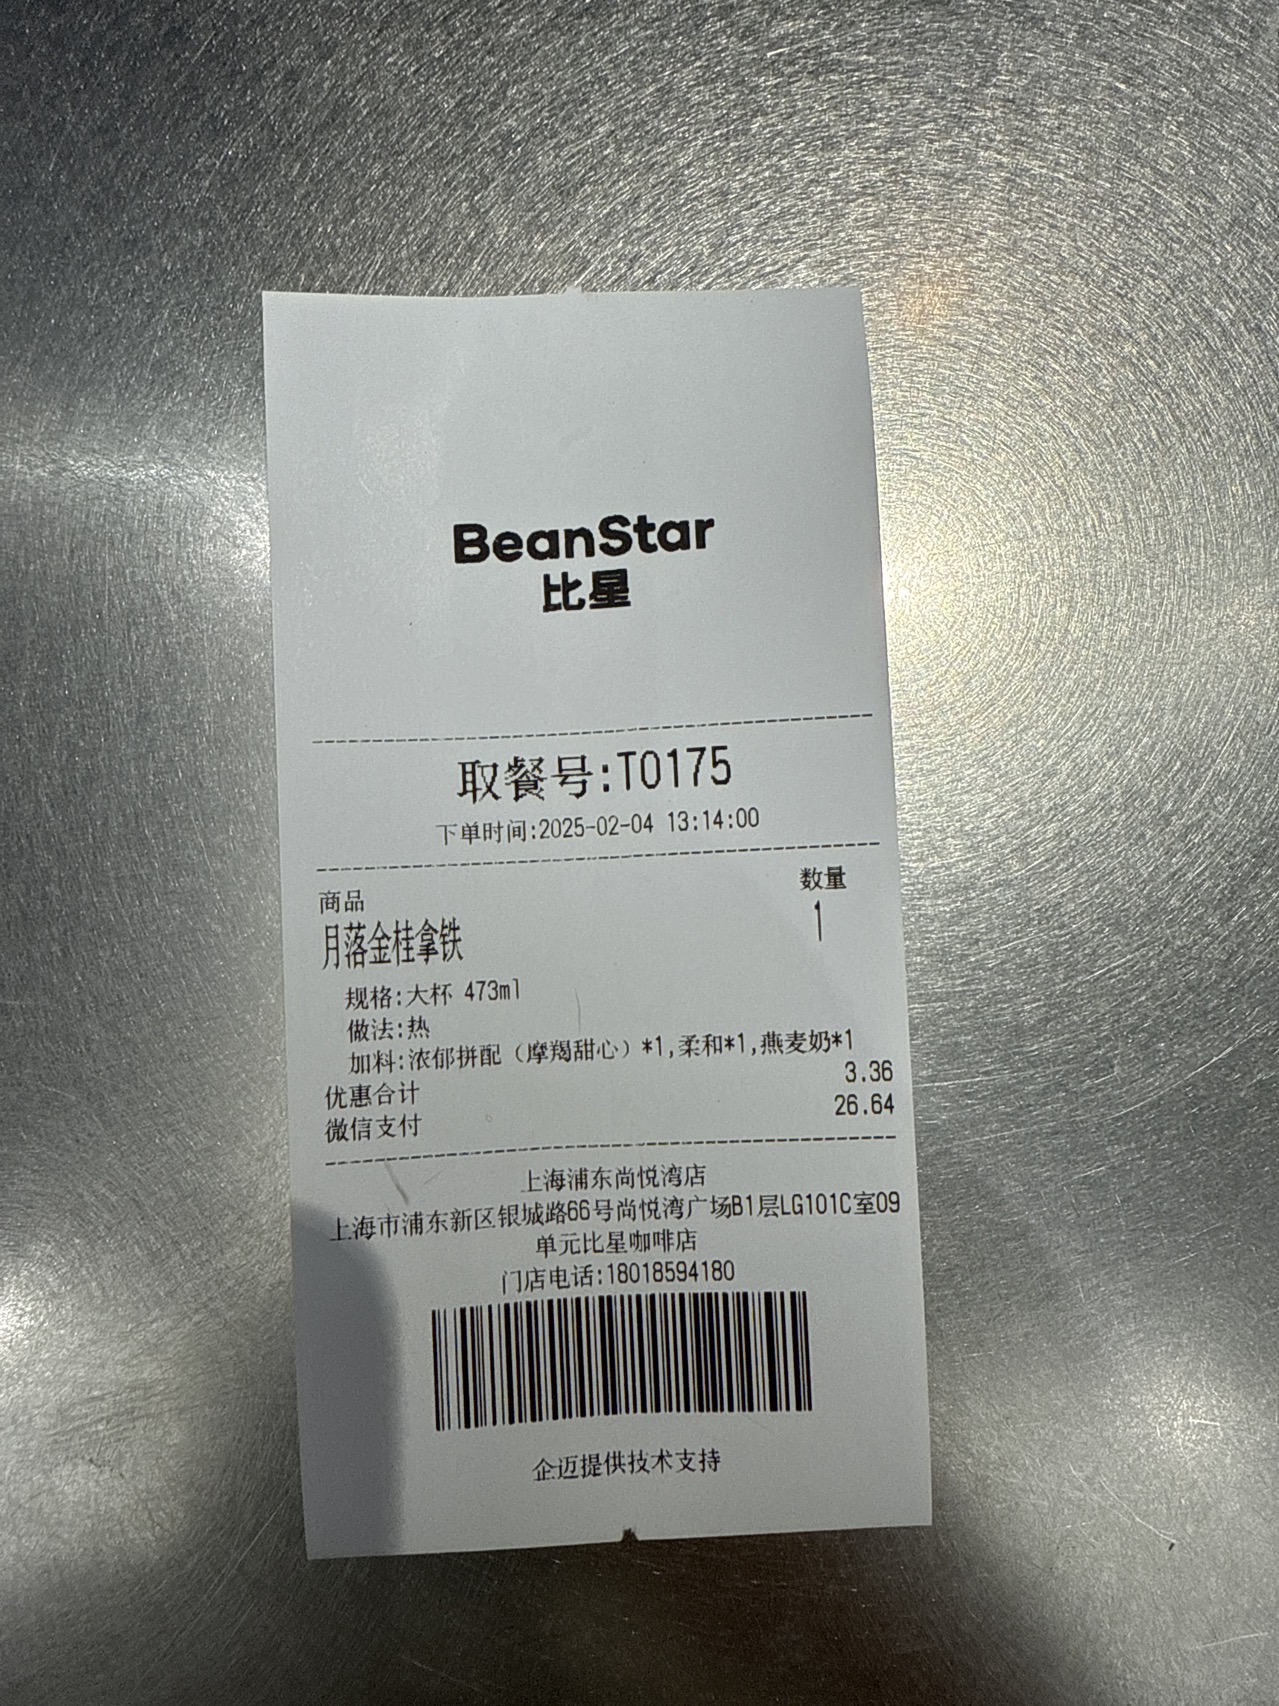 BeanStar
比星
取餐号:T0175
下单时间:2025-02-04 13:14:00
商品 数量
月落金桂拿铁 1
规格:大杯 473ml
做法:热
加料:浓郁拼配（摩羯甜心）*1,柔和*1,燕麦奶*1
优惠合计 3.36
微信支付 26.64
上海浦东尚悦湾店
上海市浦东新区银城路66号尚悦湾广场B1层LG101C室09
单元比星咖啡店
门店电话:18018594180
企迈提供技术支持